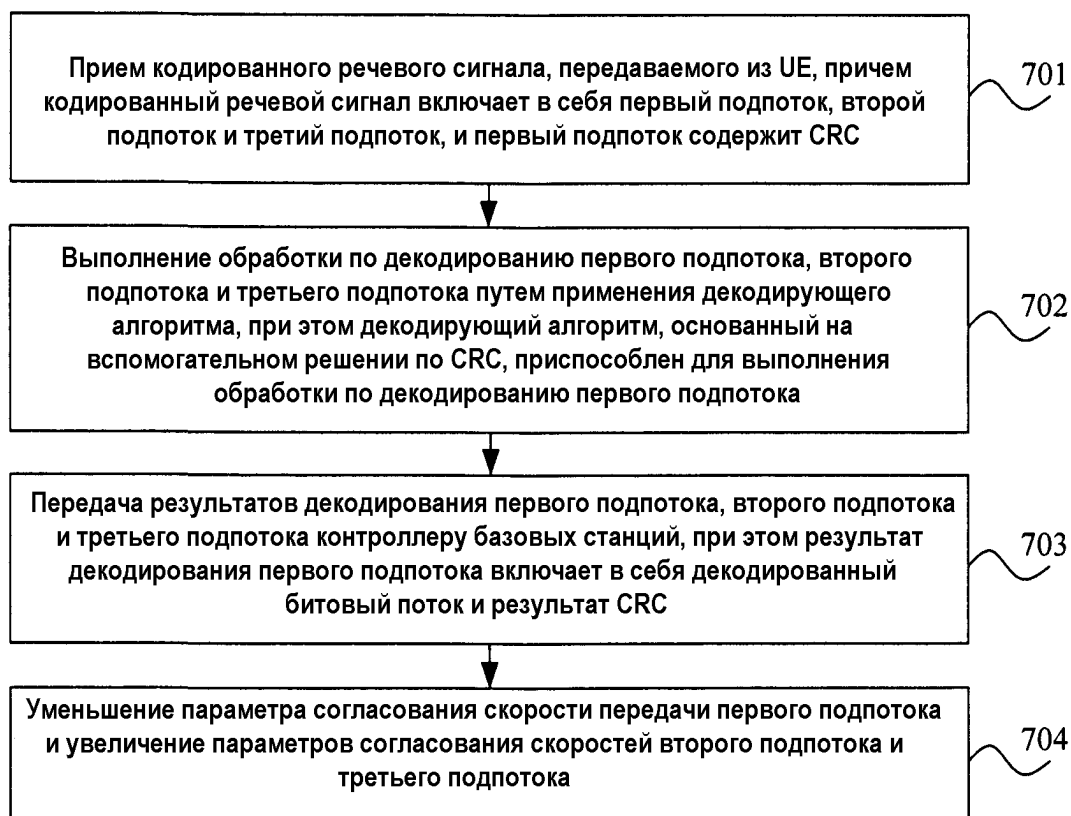 Прием кодированного речевого сигнала, передаваемого из UE, причем
кодированный речевой сигнал включает в себя первый подпоток, второй
подпоток и третий подпоток, и первый подпоток содержит CRC
701
Выполнение обработки по декодированию первого подпотока, второго
подпотока и третьего подпотока путем применения декодирующего
алгоритма, при этом декодирующий алгоритм, основанный на
вспомогательном решении по CRC, приспособлен для выполнения
обработки по декодированию первого подпотока
702
Передача результатов декодирования первого подпотока, второго подпотока
и третьего подпотока контроллеру базовых станций, при этом результат
декодирования первого подпотока включает в себя декодированный
битовый поток и результат CRC
703
Уменьшение параметра согласования скорости передачи первого подпотока
и увеличение параметров согласования скоростей второго подпотока и
третьего подпотока
704